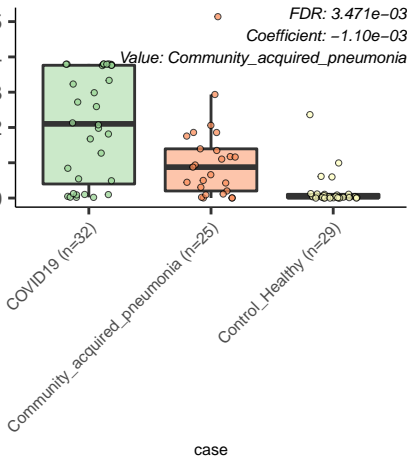 FDR: 3.471e−03
Coefficient: −1.10e−03
Value: Community_acquired_pneumonia
COVID19 (n=32)
Community_acquired_pneumonia (n=25)
Control_Healthy (n=29)
case